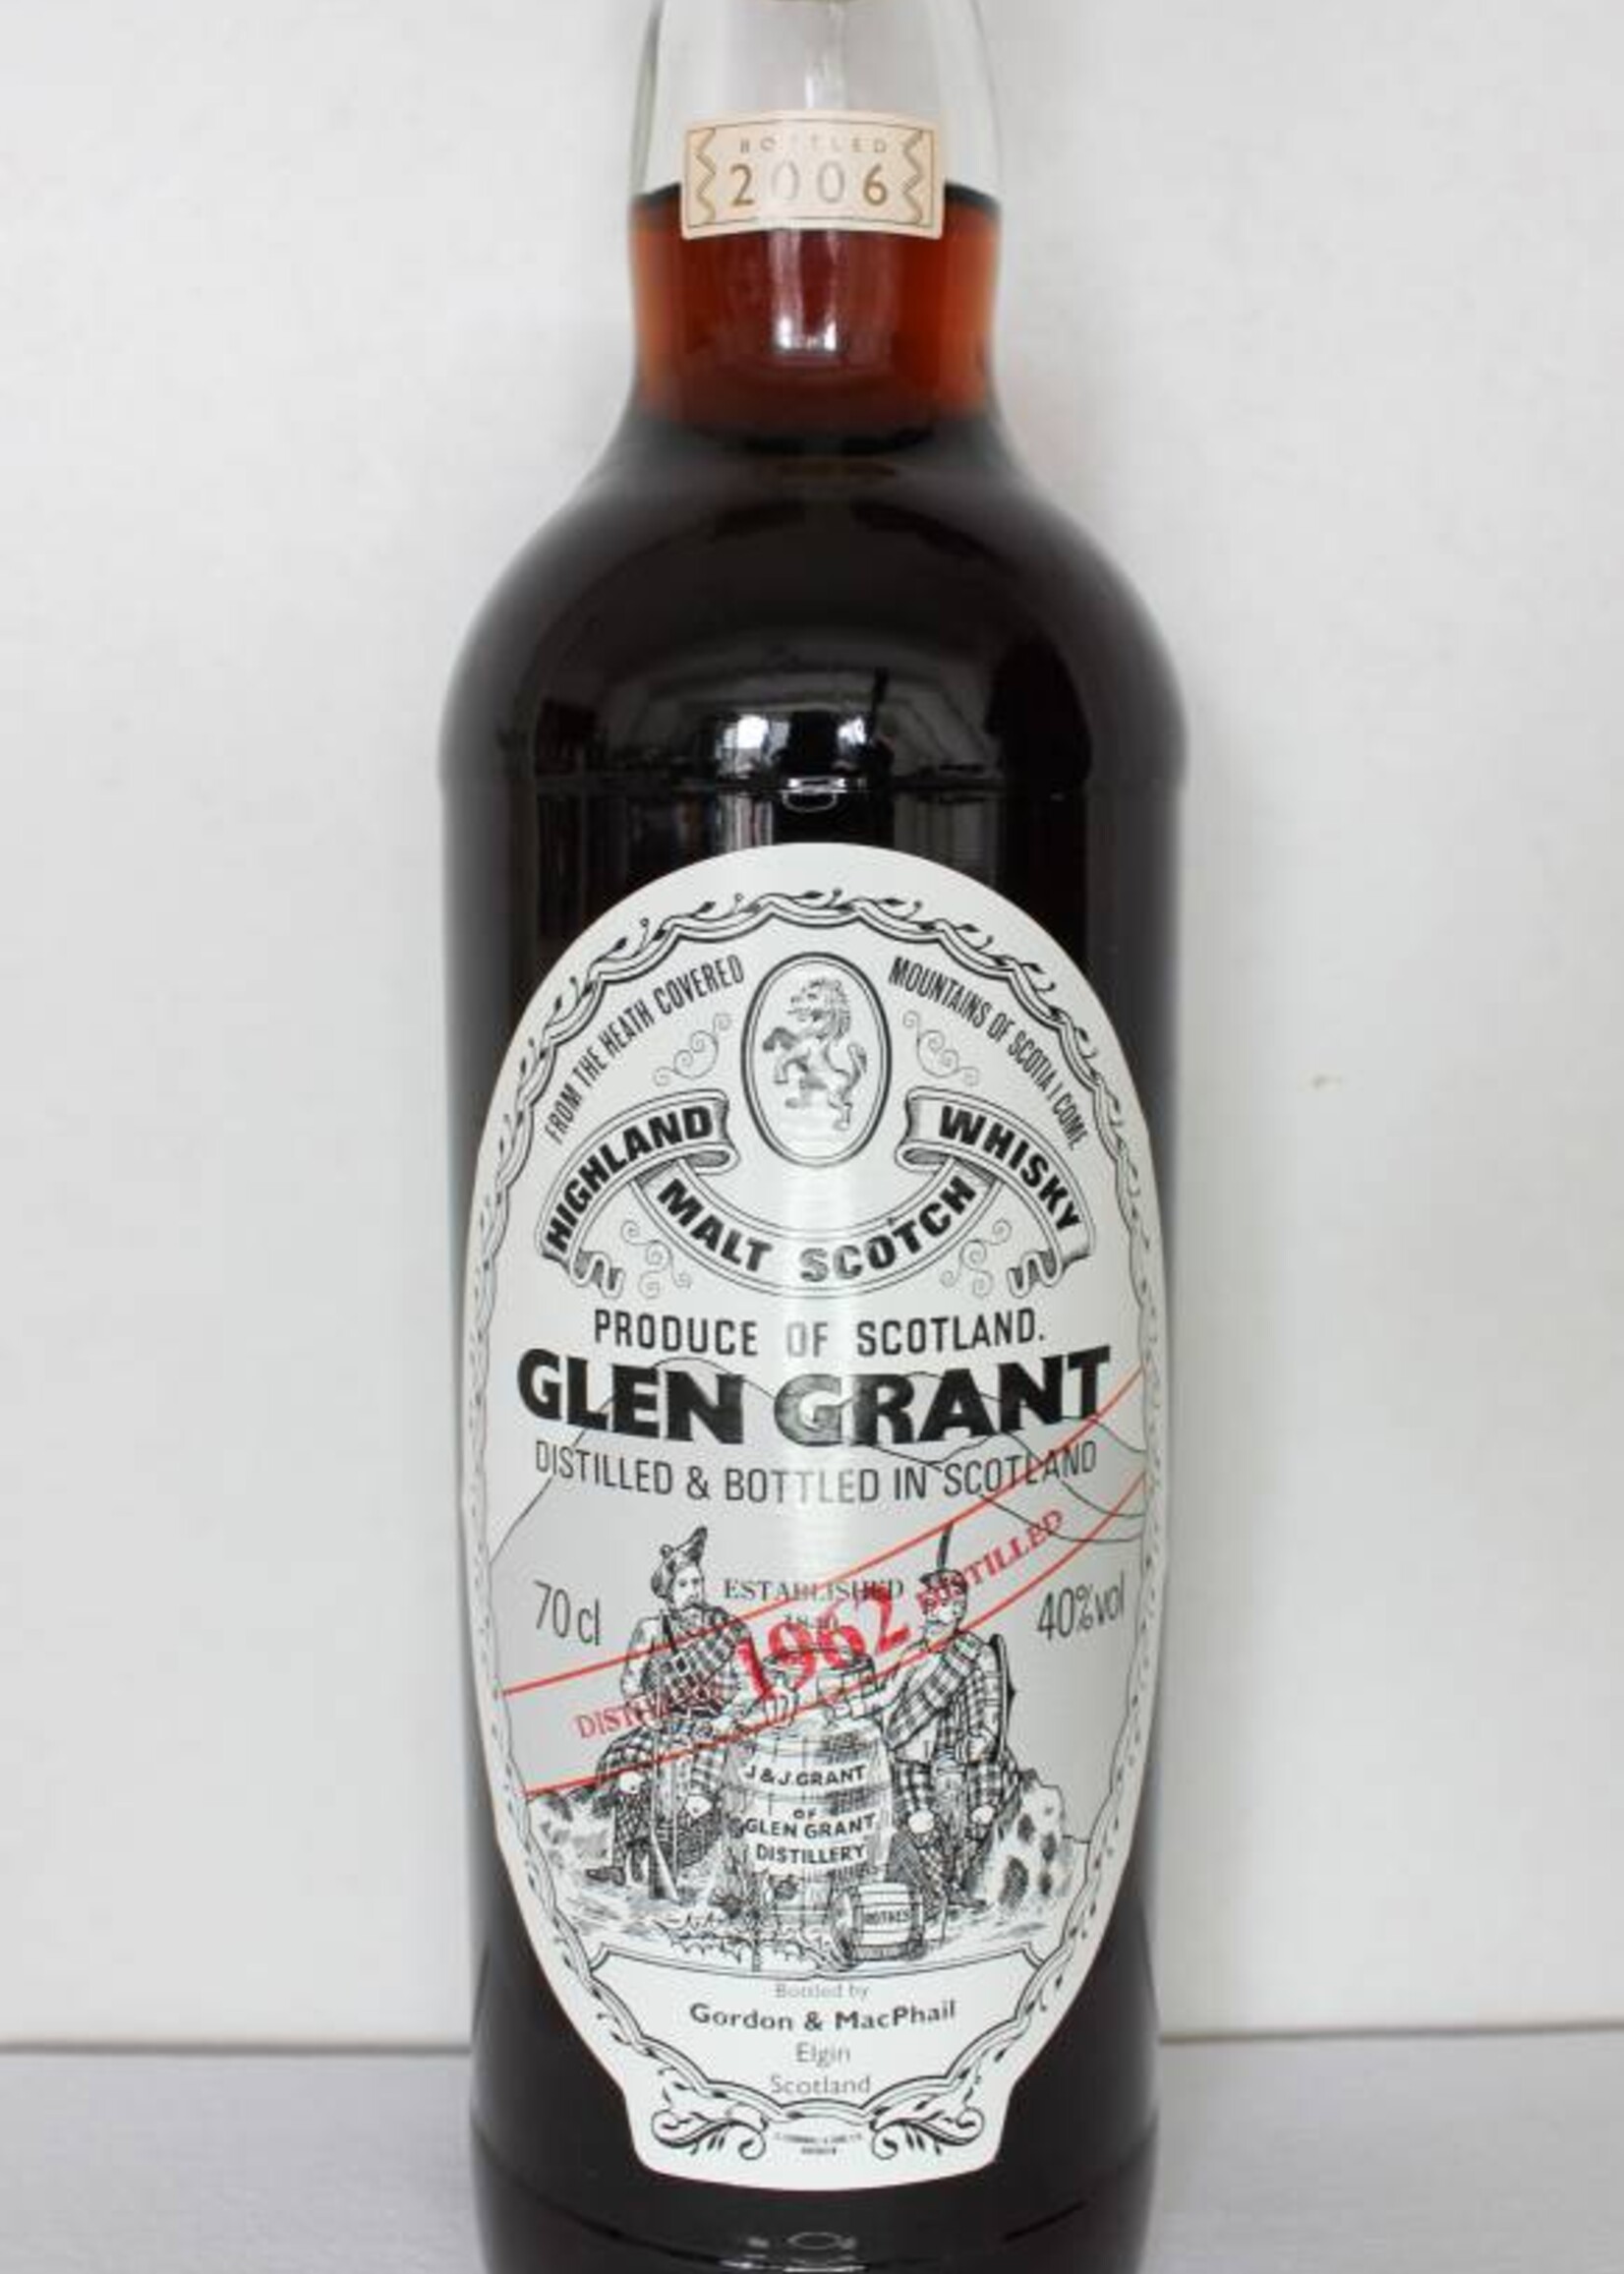 BOTTLED
2006
FROM THE HEATH COVERED
MOUNTAINS OF SCOTIA I COME
HIGHLAND
MALT SCOTCH
WHISKY
PRODUCE OF SCOTLAND.
GLEN GRANT
DISTILLED & BOTTLED IN SCOTLAND
70cl
ESTABLISHED
40%vol
DISTILLED 1962 DISTILLED
J & J. GRANT
OF
GLEN GRANT
DISTILLERY
ROTHES
Bottled by
Gordon & MacPhail
Elgin
Scotland